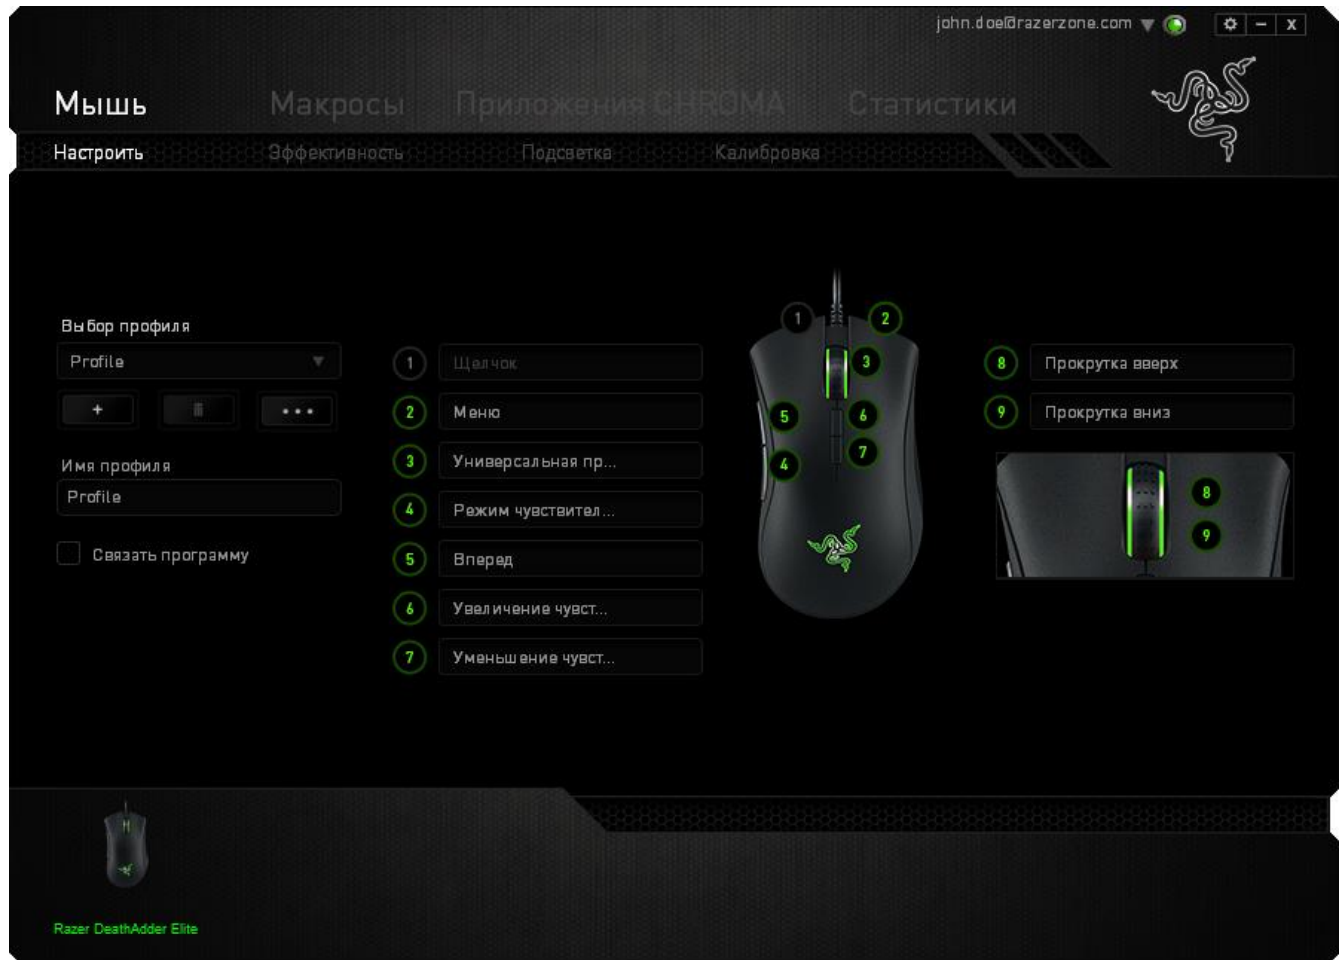 john.doe@razerzone.com
Мышь Макросы Приложения CHROMA Статистики
Настроить Эффективность Подсветка Калибровка
Выбор профиля
Profile
+
Имя профиля
Profile
Связать программу
1 Щелчок
2 Меню
3 Универсальная пр...
4 Режим чувствител...
5 Вперед
6 Увеличение чувст...
7 Уменьшение чувст...
1 2
3
5 6
4 7
8 Прокрутка вверх
9 Прокрутка вниз
8
9
Razer DeathAdder Elite